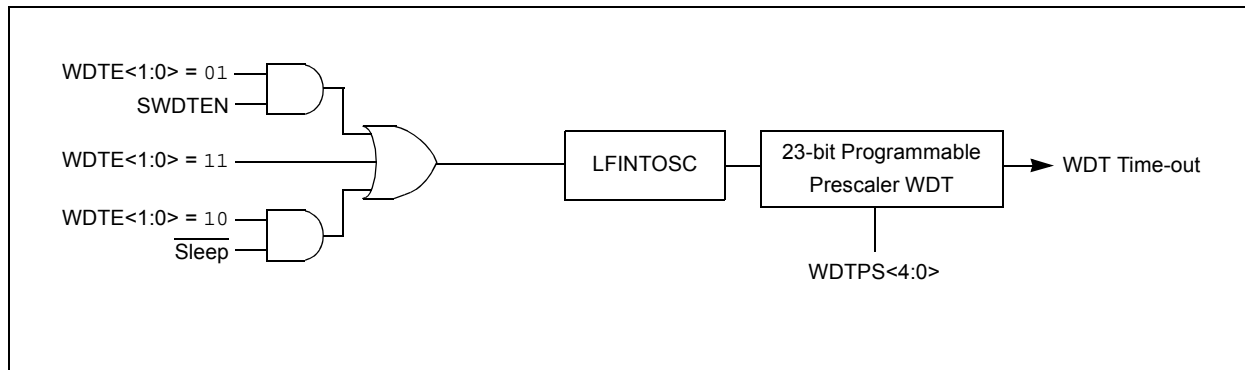 WDTE<1:0> = 01
SWDTEN
WDTE<1:0> = 11
WDTE<1:0> = 10
Sleep
LFINTOSC
23-bit Programmable
Prescaler WDT
WDT Time-out
WDTPS<4:0>